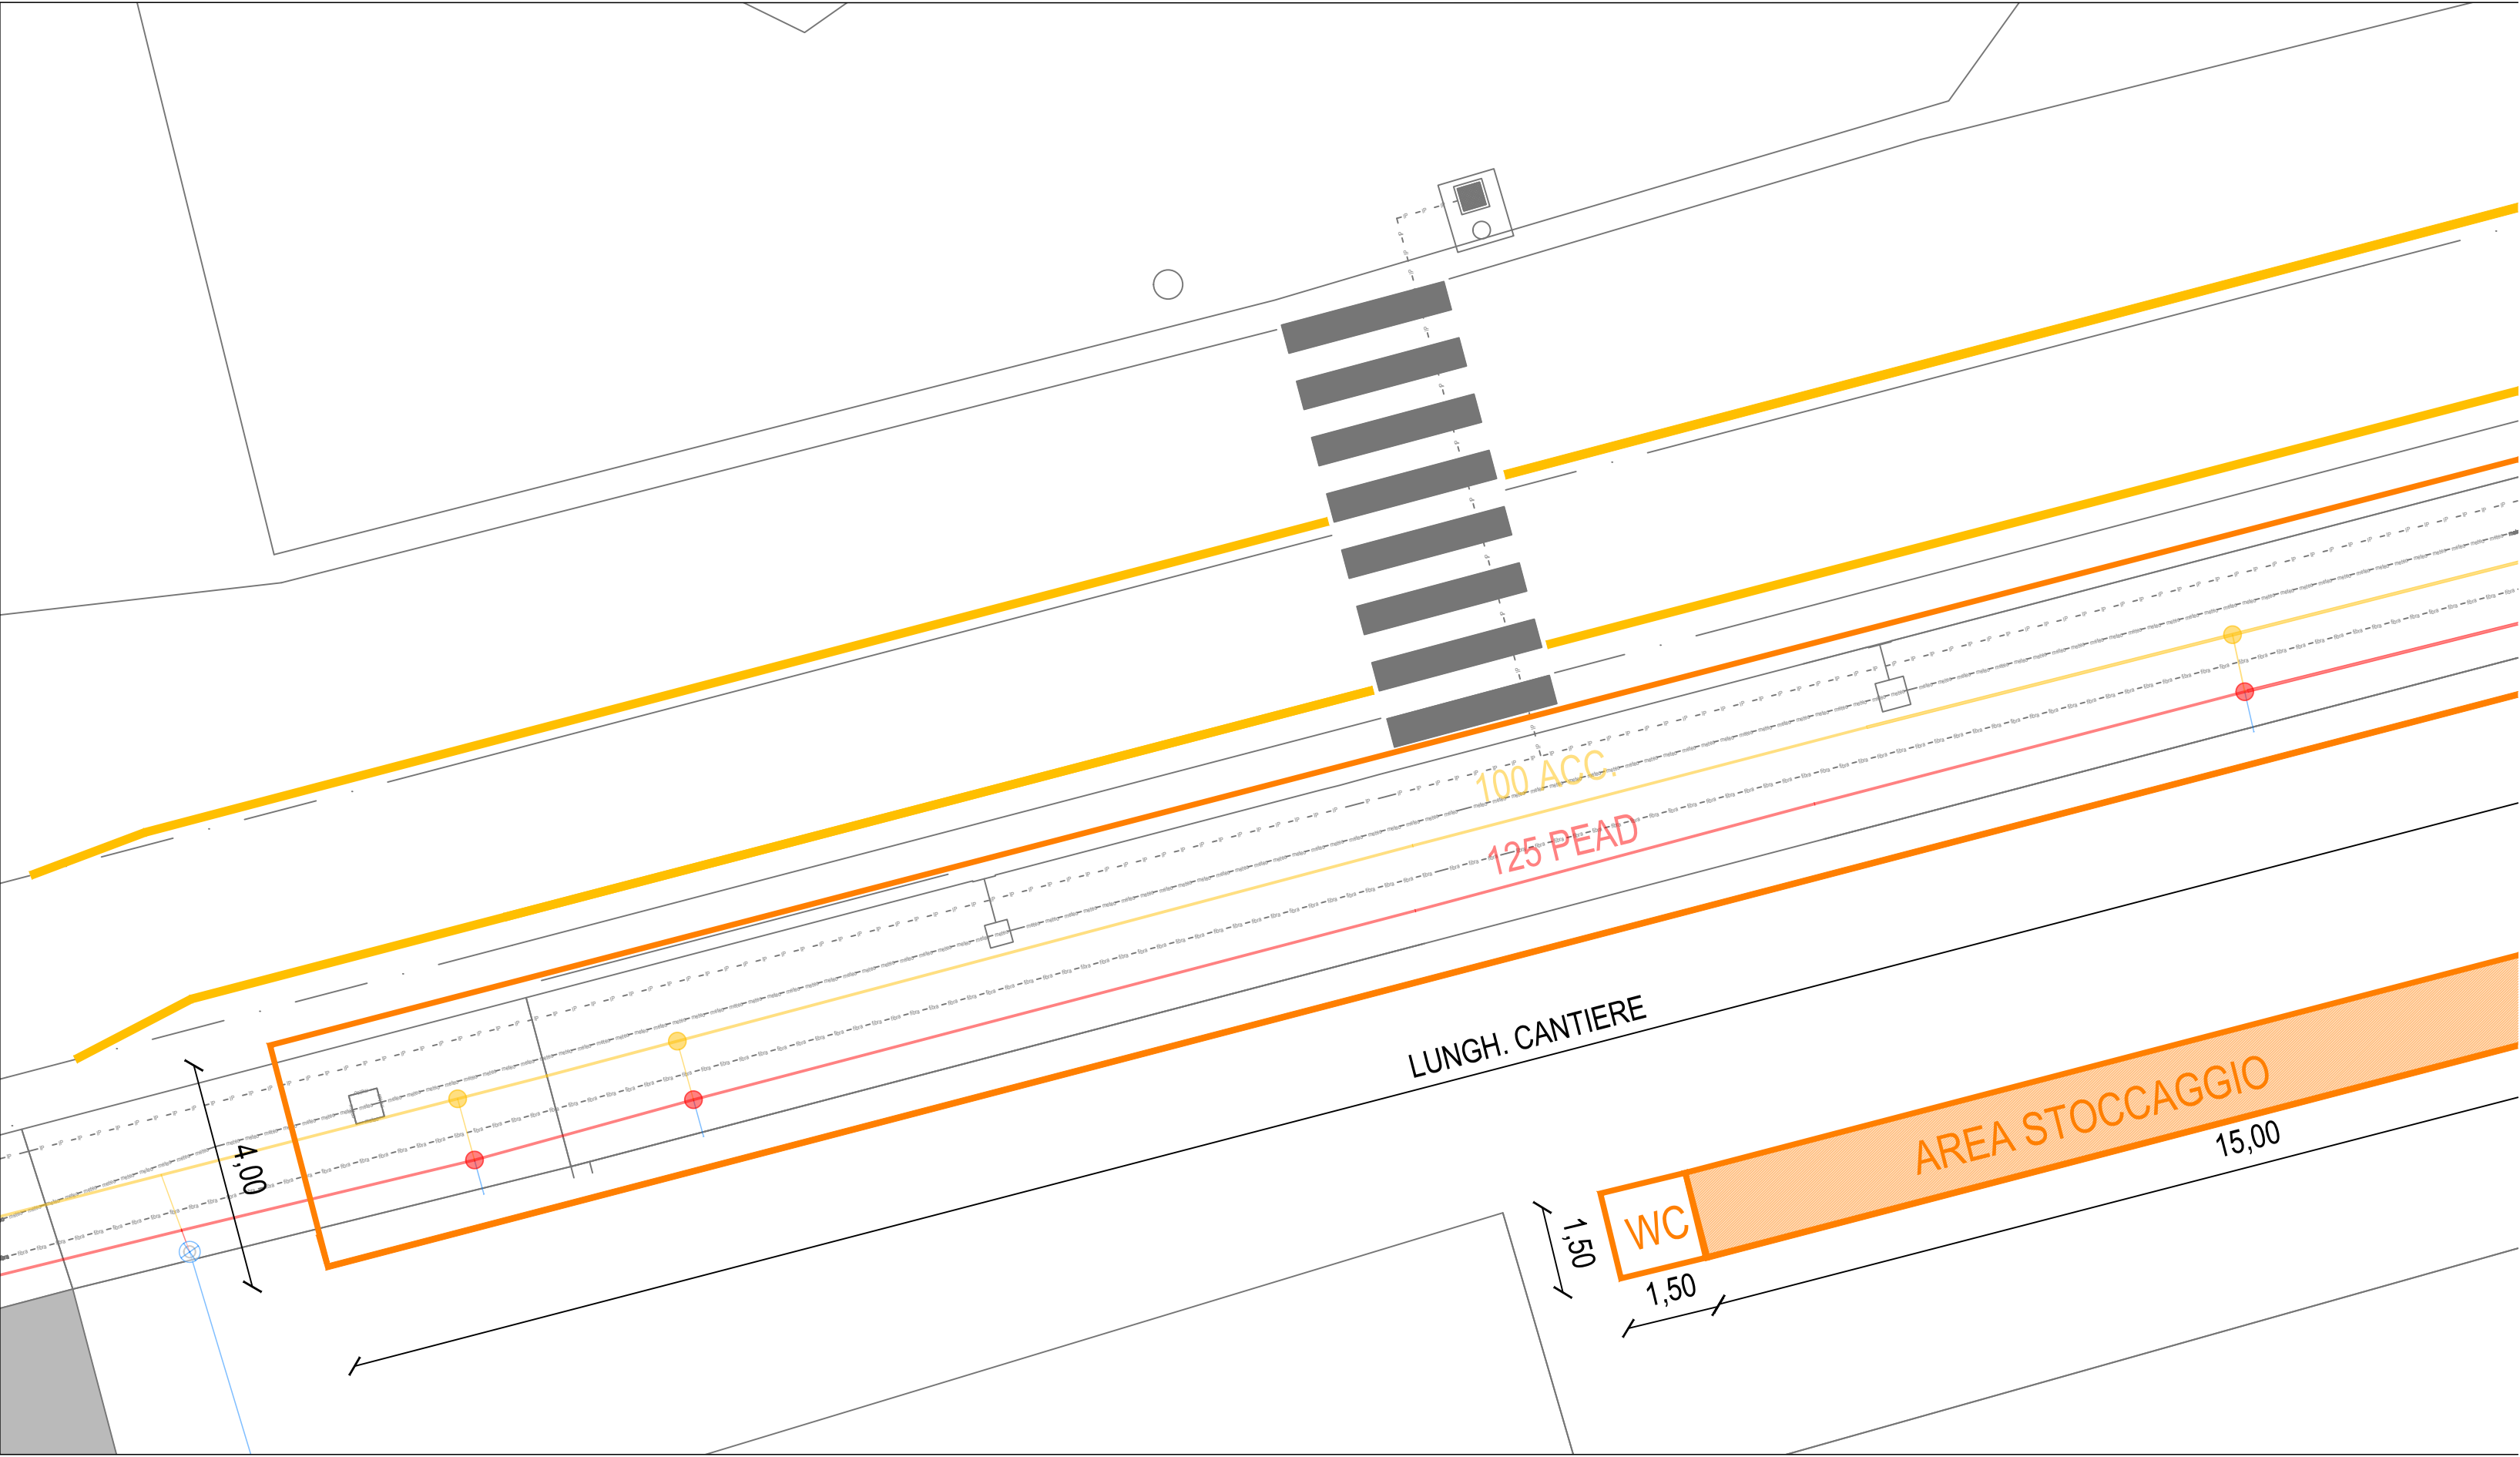 100 ACC.
125 PEAD
4,00
LUNGH. CANTIERE
AREA STOCCAGGIO
15,00
WC
1,50
1,50